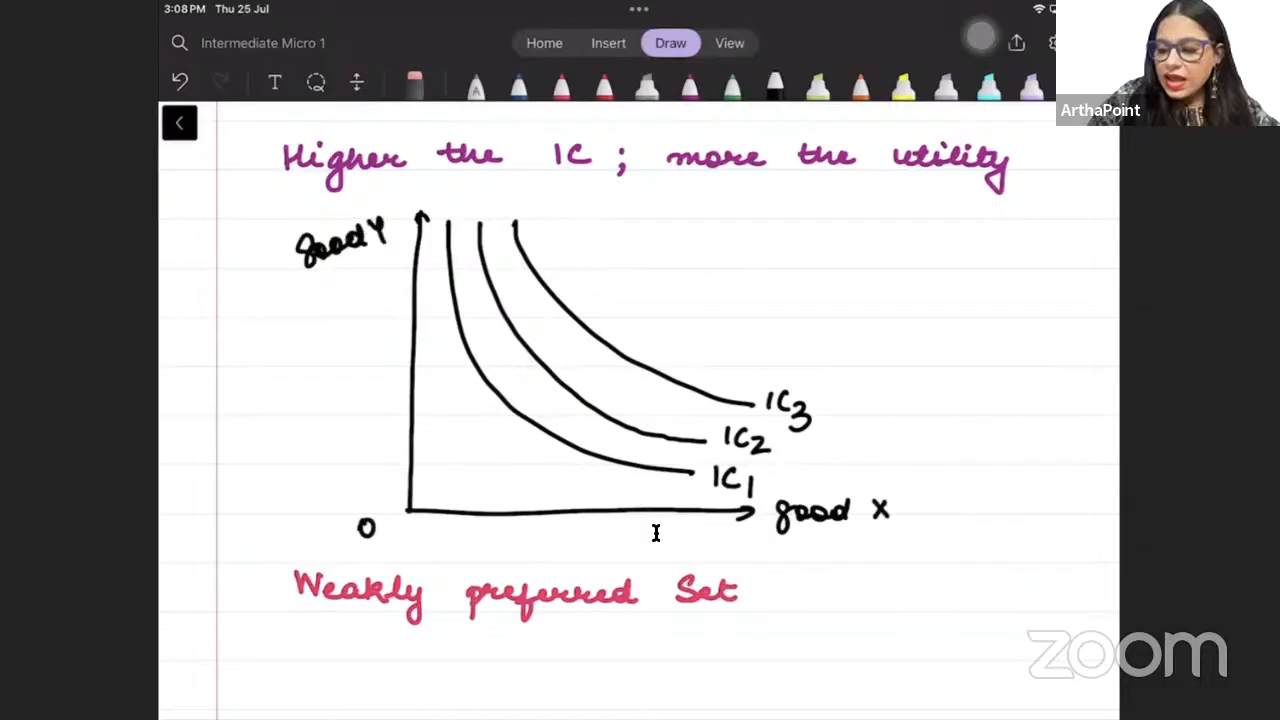 3:08 PM Thu 25 Jul
Intermediate Micro 1
Home Insert Draw View
T
A
ArthaPoint
Higher the IC ; more the utility
good Y
IC3
IC2
IC1
good X
O
Weakly preferred Set
zoom